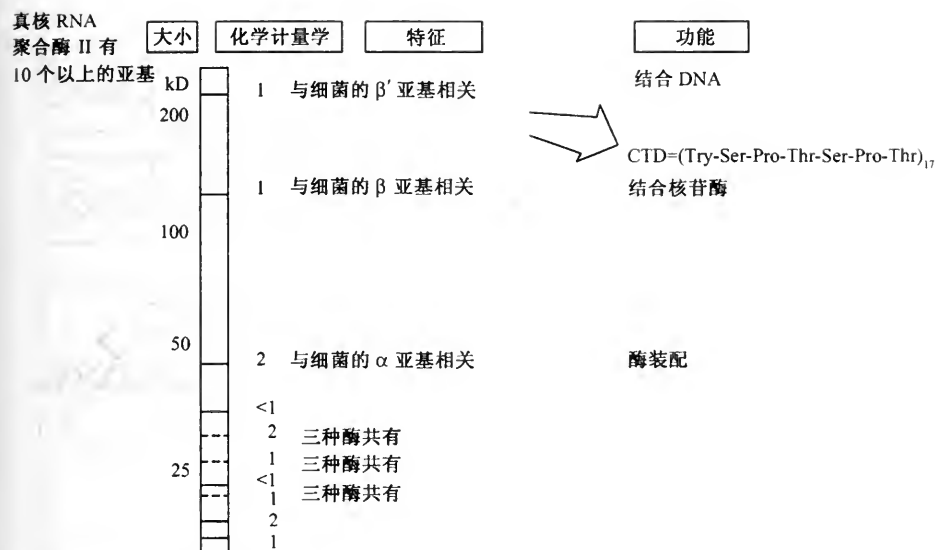 真核 RNA
聚合酶 II 有
10 个以上的亚基
大小 化学计量学 特征 功能
kD
1 与细菌的 β′ 亚基相关 结合 DNA
200
CTD=(Try-Ser-Pro-Thr-Ser-Pro-Thr)17
1 与细菌的 β 亚基相关 结合核苷酶
100
50
2 与细菌的 α 亚基相关 酶装配
<1
2 三种酶共有
1 三种酶共有
25
<1
1 三种酶共有
2
1